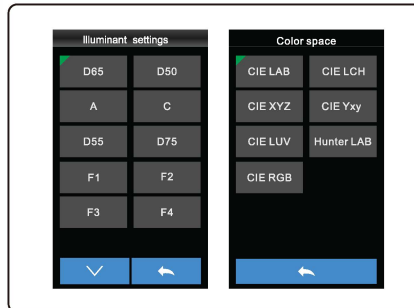 Illuminant settings
D65 D50
A C
D55 D75
F1 F2
F3 F4
Color space
CIE LAB CIE LCH
CIE XYZ CIE Yxy
CIE LUV Hunter LAB
CIE RGB